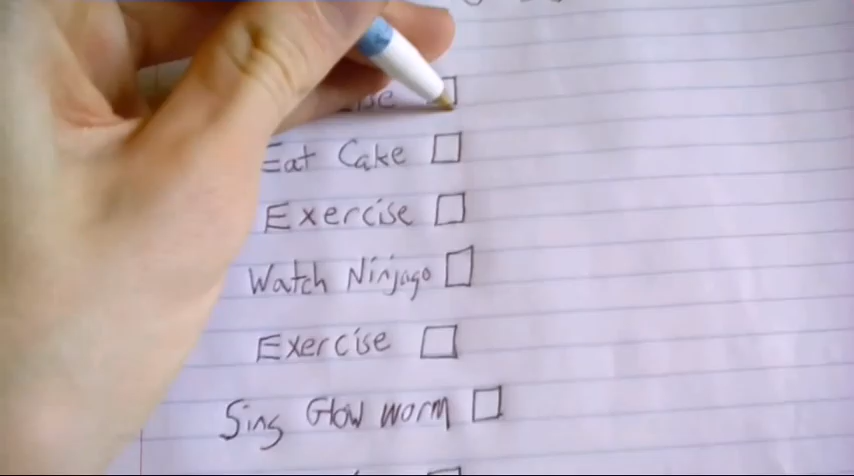 Eat Cake
Exercise
Watch Ninjago
Exercise
Sing Glow worm